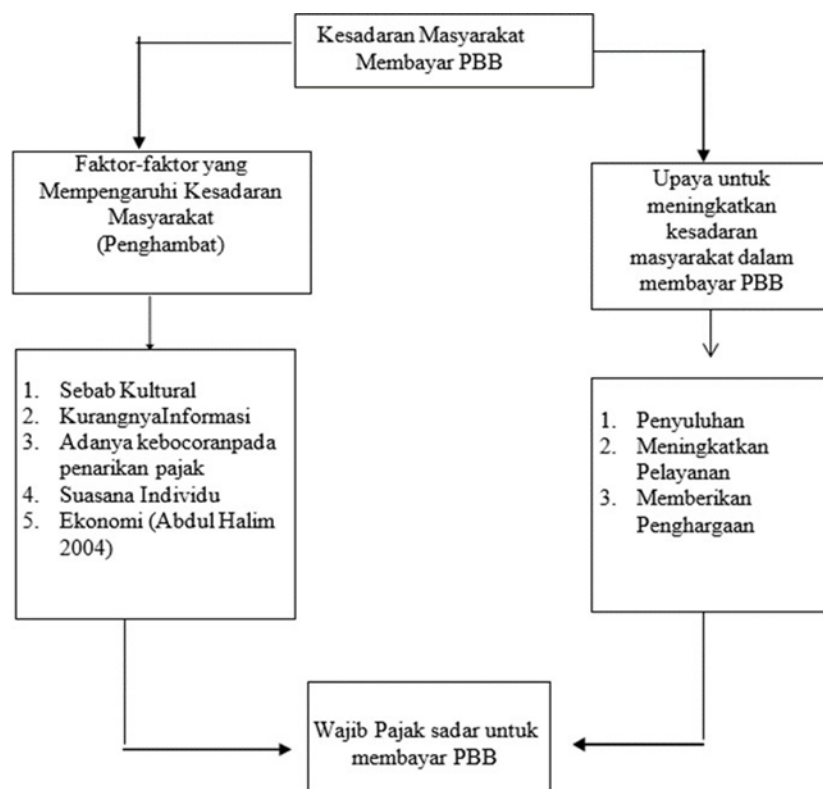 Kesadaran Masyarakat
Membayar PBB
Faktor-faktor yang
Mempengaruhi Kesadaran
Masyarakat
(Penghambat)
Upaya untuk
meningkatkan
kesadaran
masyarakat dalam
membayar PBB
1. Sebab Kultural
2. KurangnyaInformasi
3. Adanya kebocoranpada
penarikan pajak
4. Suasana Individu
5. Ekonomi (Abdul Halim
2004)
1. Penyuluhan
2. Meningkatkan
Pelayanan
3. Memberikan
Penghargaan
Wajib Pajak sadar untuk
membayar PBB